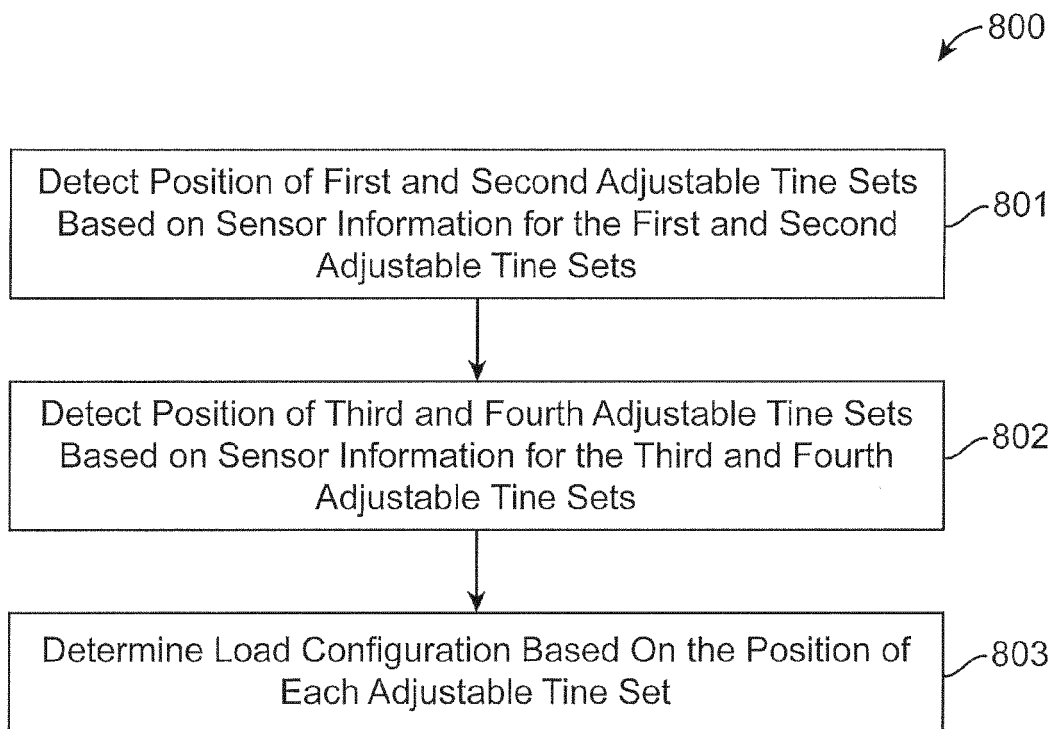 800
Detect Position of First and Second Adjustable Tine Sets
Based on Sensor Information for the First and Second
Adjustable Tine Sets
801
Detect Position of Third and Fourth Adjustable Tine Sets
Based on Sensor Information for the Third and Fourth
Adjustable Tine Sets
802
Determine Load Configuration Based On the Position of
Each Adjustable Tine Set
803